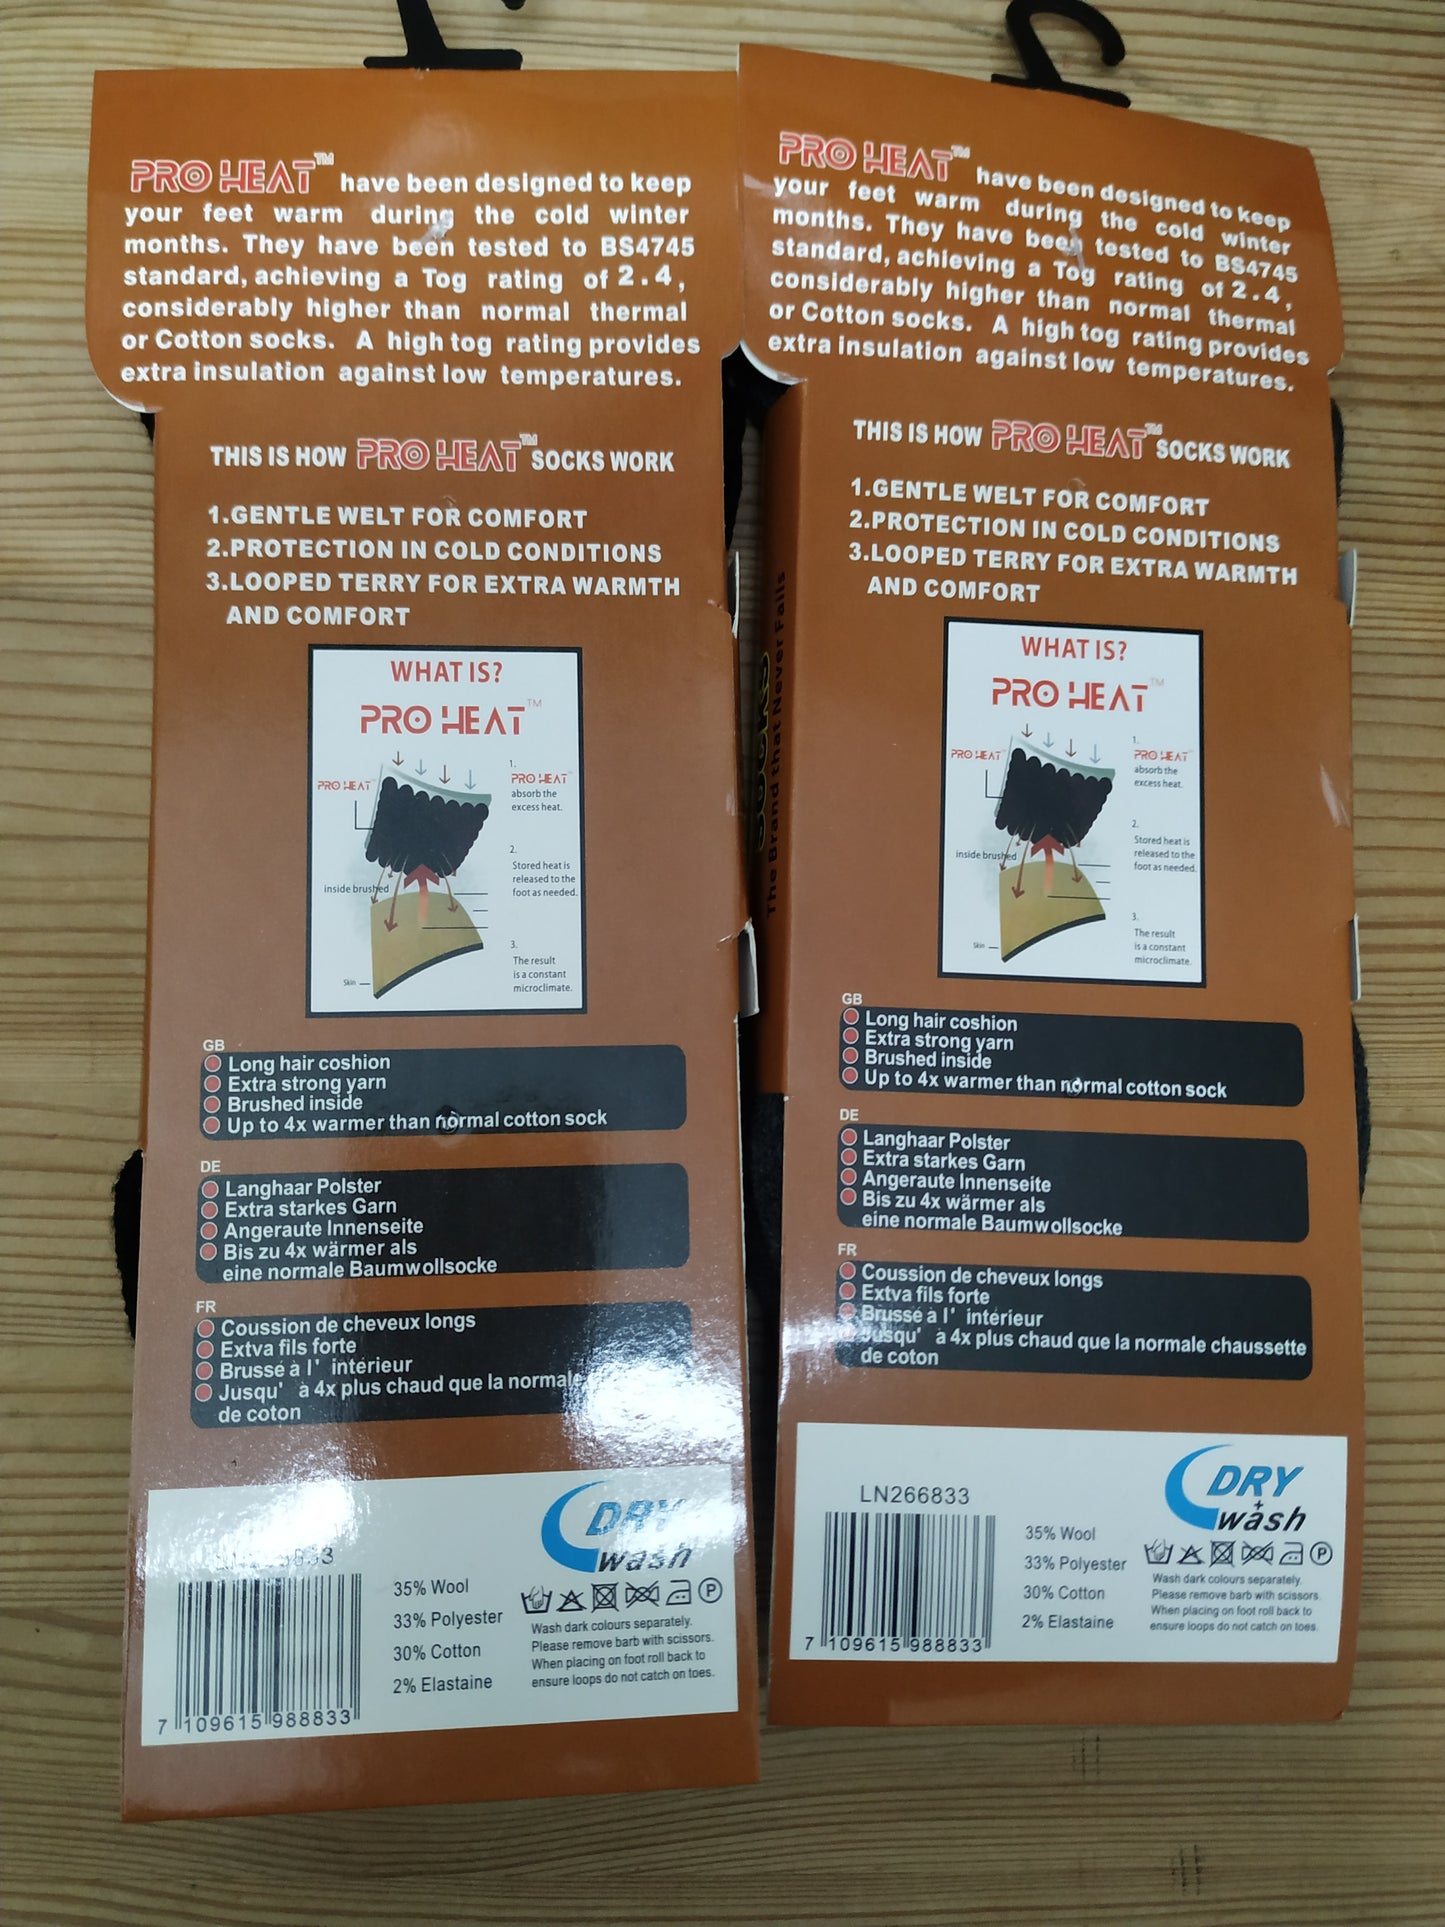 PRO HEAT™ have been designed to keep
your feet warm during the cold winter
months. They have been tested to BS4745
standard, achieving a Tog rating of 2.4,
considerably higher than normal thermal
or Cotton socks. A high tog rating provides
extra insulation against low temperatures.
THIS IS HOW PRO HEAT™ SOCKS WORK
1.GENTLE WELT FOR COMFORT
2.PROTECTION IN COLD CONDITIONS
3.LOOPED TERRY FOR EXTRA WARMTH
AND COMFORT
WHAT IS?
PRO HEAT™
PRO HEAT
1.
PRO HEAT
absorb the
excess heat.
2.
Stored heat is
released to the
foot as needed.
inside brushed
3.
The result
is a constant
microclimate.
Skin
GB
Long hair coshion
Extra strong yarn
Brushed inside
Up to 4x warmer than normal cotton sock
DE
Langhaar Polster
Extra starkes Garn
Angeraute Innenseite
Bis zu 4x wärmer als
eine normale Baumwollsocke
FR
Coussion de cheveux longs
Extva fils forte
Brussé à l' intérieur
Jusqu' à 4x plus chaud que la normale
de coton
DRY
wash
35% Wool
33% Polyester
30% Cotton
2% Elastaine
P
Wash dark colours separately.
Please remove barb with scissors.
When placing on foot roll back to
ensure loops do not catch on toes.
7 109615 988833
PRO HEAT™ have been designed to keep
your feet warm during the cold winter
months. They have been tested to BS4745
standard, achieving a Tog rating of 2.4,
considerably higher than normal thermal
or Cotton socks. A high tog rating provides
extra insulation against low temperatures.
THIS IS HOW PRO HEAT™ SOCKS WORK
1.GENTLE WELT FOR COMFORT
2.PROTECTION IN COLD CONDITIONS
3.LOOPED TERRY FOR EXTRA WARMTH
AND COMFORT
SOCKS
The Brand that Never Fails
WHAT IS?
PRO HEAT™
PRO HEAT
1.
PRO HEAT
absorb the
excess heat.
2.
Stored heat is
released to the
foot as needed.
inside brushed
3.
The result
is a constant
microclimate.
Skin
GB
Long hair coshion
Extra strong yarn
Brushed inside
Up to 4x warmer than normal cotton sock
DE
Langhaar Polster
Extra starkes Garn
Angeraute Innenseite
Bis zu 4x wärmer als
eine normale Baumwollsocke
FR
Coussion de cheveux longs
Extva fils forte
Brussé à l' intérieur
Jusqu' à 4x plus chaud que la normale chaussette
de coton
LN266833
DRY
+
wash
35% Wool
33% Polyester
30% Cotton
2% Elastaine
P
Wash dark colours separately.
Please remove barb with scissors.
When placing on foot roll back to
ensure loops do not catch on toes.
7 109615 988833